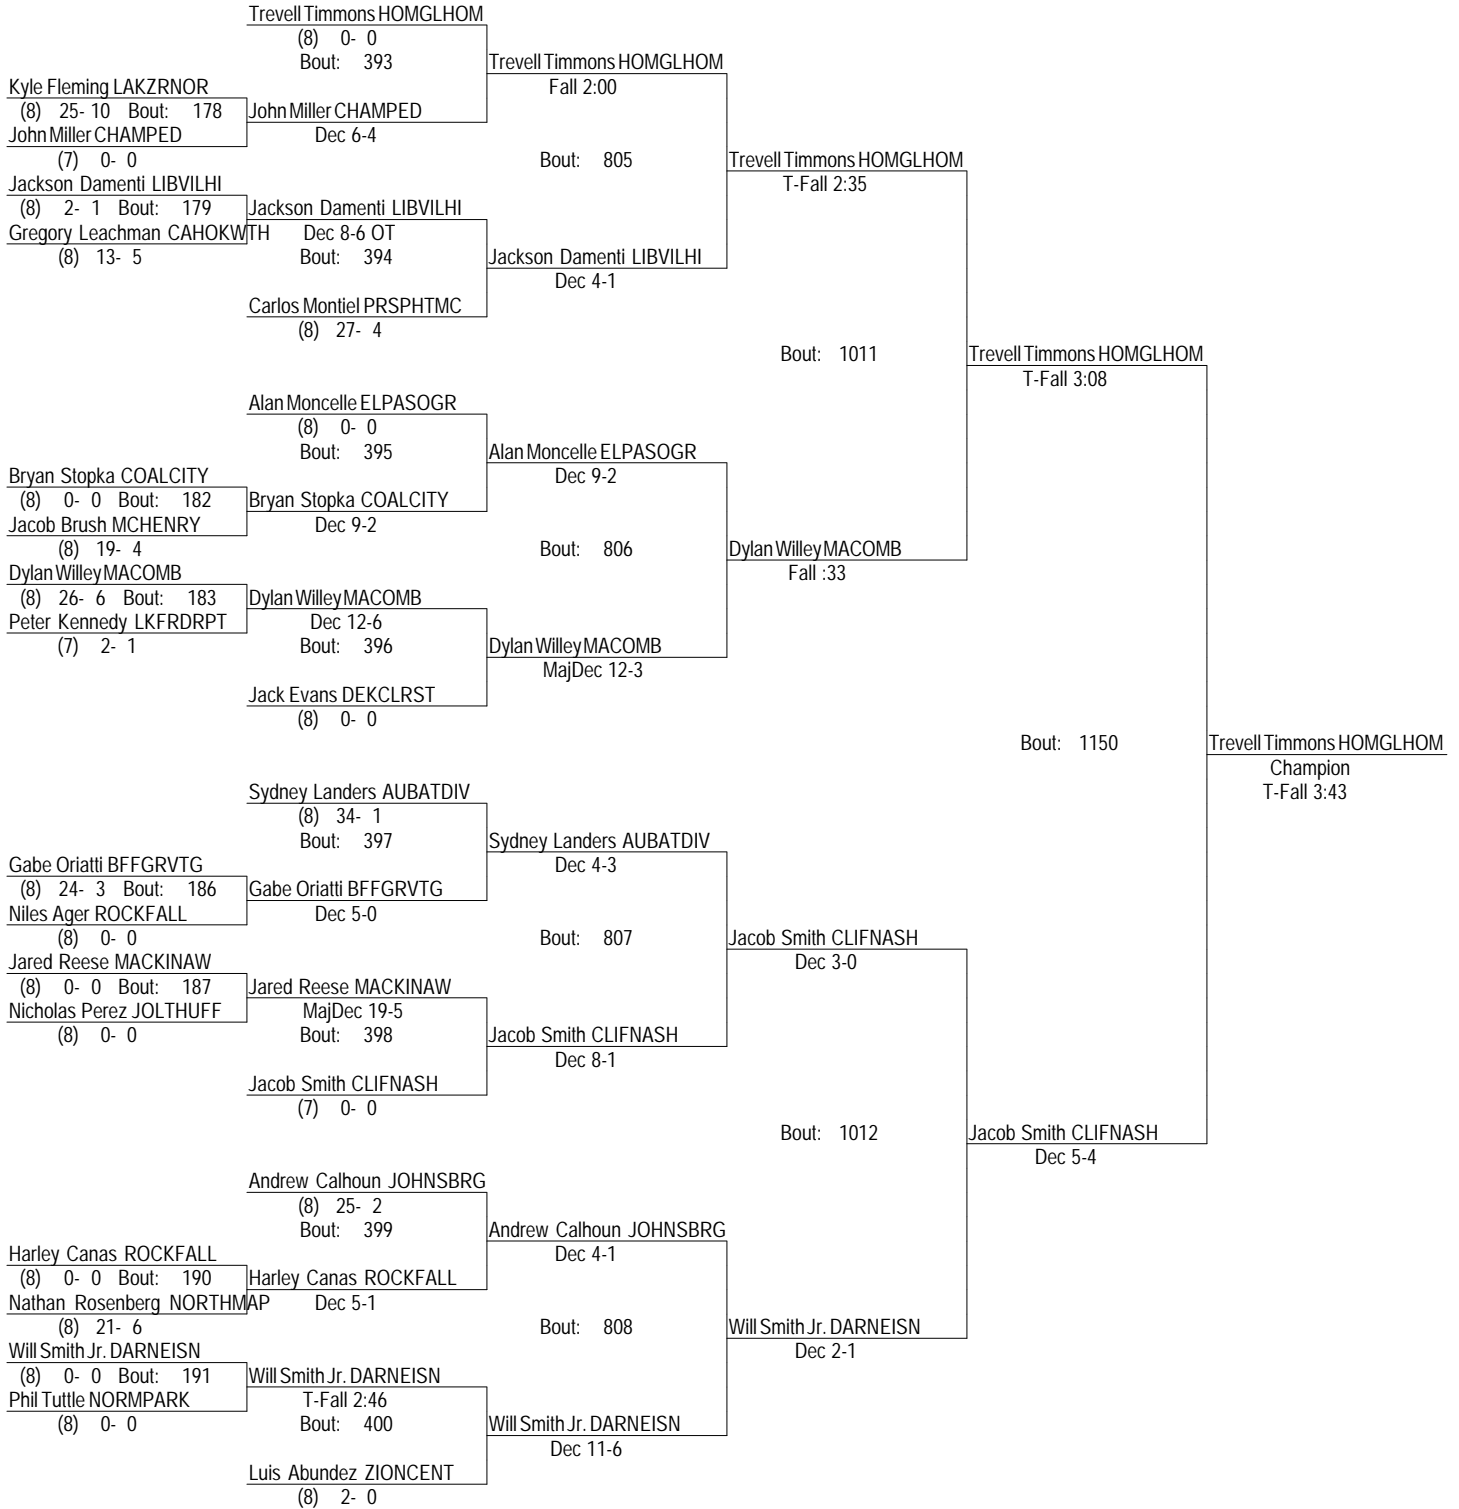 Trevell Timmons HOMGLHOM
(8) 0- 0
Bout: 393
Trevell Timmons HOMGLHOM
Fall 2:00
Kyle Fleming LAKZRNOR
(8) 25- 10 Bout: 178
John Miller CHAMPED
John Miller CHAMPED
Dec 6-4
(7) 0- 0
Bout: 805
Trevell Timmons HOMGLHOM
T-Fall 2:35
Jackson Damenti LIBVILHI
(8) 2- 1 Bout: 179
Jackson Damenti LIBVILHI
Gregory Leachman CAHOKWTH
Dec 8-6 OT
(8) 13- 5
Bout: 394
Jackson Damenti LIBVILHI
Dec 4-1
Carlos Montiel PRSPHTMC
(8) 27- 4
Bout: 1011
Trevell Timmons HOMGLHOM
T-Fall 3:08
Alan Moncelle ELPASOGR
(8) 0- 0
Bout: 395
Alan Moncelle ELPASOGR
Dec 9-2
Bryan Stopka COALCITY
(8) 0- 0 Bout: 182
Bryan Stopka COALCITY
Jacob Brush MCHENRY
Dec 9-2
(8) 19- 4
Bout: 806
Dylan Willey MACOMB
Fall :33
Dylan Willey MACOMB
(8) 26- 6 Bout: 183
Dylan Willey MACOMB
Peter Kennedy LKFRDRPT
Dec 12-6
(7) 2- 1
Bout: 396
Dylan Willey MACOMB
MajDec 12-3
Jack Evans DEKCLRST
(8) 0- 0
Bout: 1150
Trevell Timmons HOMGLHOM
Champion
T-Fall 3:43
Sydney Landers AUBATDIV
(8) 34- 1
Bout: 397
Sydney Landers AUBATDIV
Dec 4-3
Gabe Oriatti BFFGRVTG
(8) 24- 3 Bout: 186
Gabe Oriatti BFFGRVTG
Niles Ager ROCKFALL
Dec 5-0
(8) 0- 0
Bout: 807
Jacob Smith CLIFNASH
Dec 3-0
Jared Reese MACKINAW
(8) 0- 0 Bout: 187
Jared Reese MACKINAW
Nicholas Perez JOLTHUFF
MajDec 19-5
(8) 0- 0
Bout: 398
Jacob Smith CLIFNASH
Dec 8-1
Jacob Smith CLIFNASH
(7) 0- 0
Bout: 1012
Jacob Smith CLIFNASH
Dec 5-4
Andrew Calhoun JOHNSBRG
(8) 25- 2
Bout: 399
Andrew Calhoun JOHNSBRG
Dec 4-1
Harley Canas ROCKFALL
(8) 0- 0 Bout: 190
Harley Canas ROCKFALL
Nathan Rosenberg NORTHMAP
Dec 5-1
(8) 21- 6
Bout: 808
Will Smith Jr. DARNEISN
Dec 2-1
Will Smith Jr. DARNEISN
(8) 0- 0 Bout: 191
Will Smith Jr. DARNEISN
Phil Tuttle NORMPARK
T-Fall 2:46
(8) 0- 0
Bout: 400
Will Smith Jr. DARNEISN
Dec 11-6
Luis Abundez ZIONCENT
(8) 2- 0